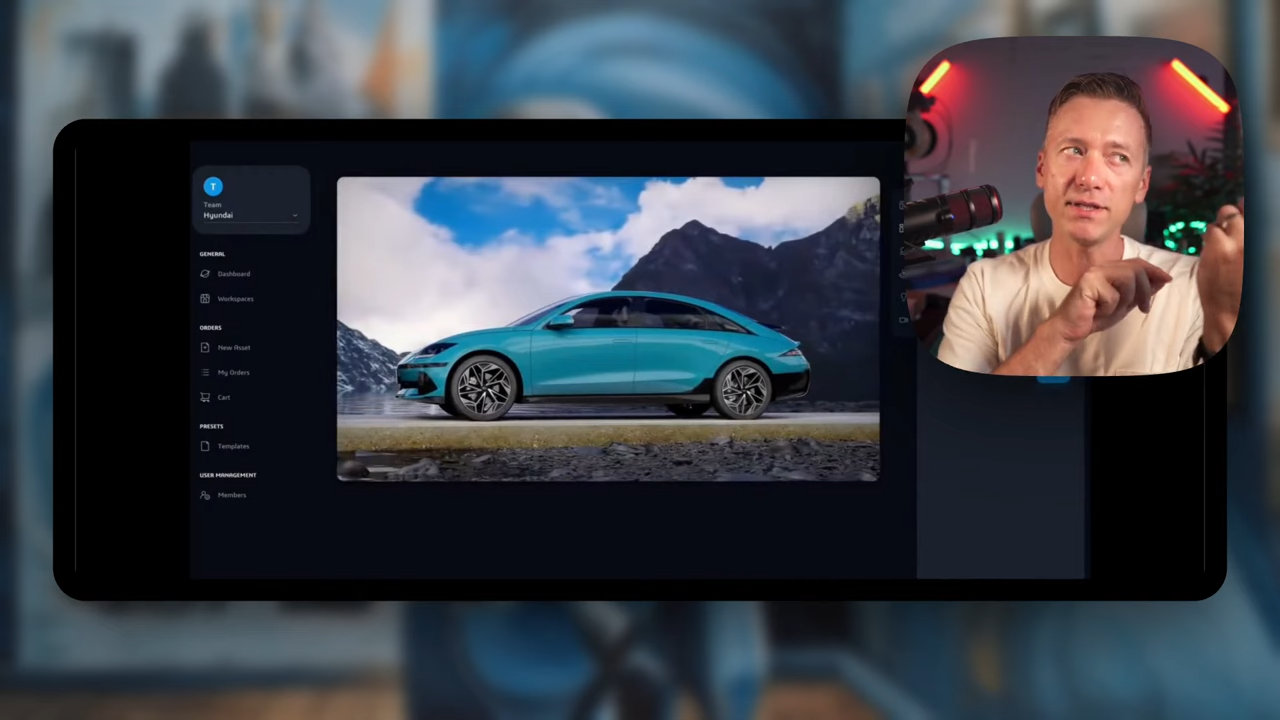 T
Team
Hyundai
GENERAL
Dashboard
Workspaces
ORDERS
New Asset
My Orders
Cart
PRESETS
Templates
USER MANAGEMENT
Members